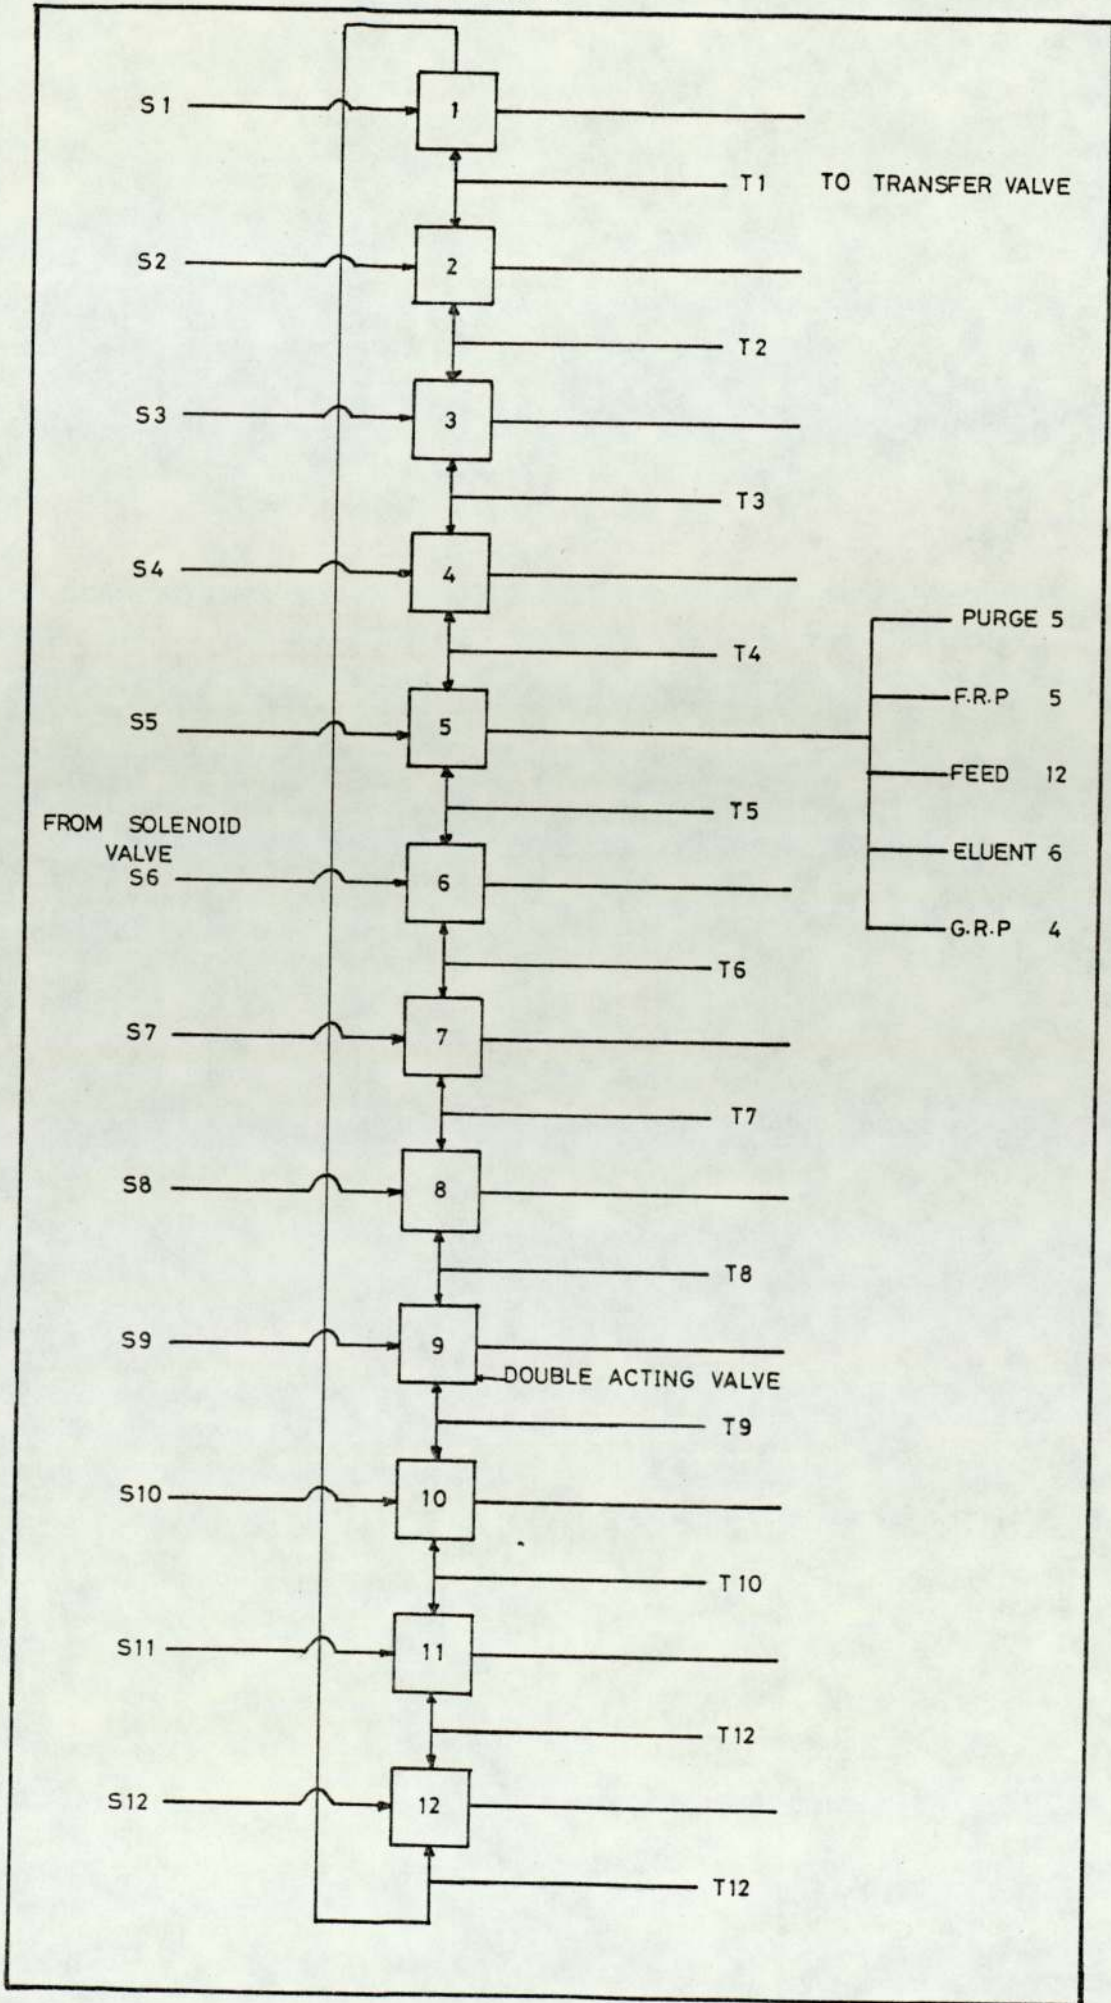 S1
1
T1 TO TRANSFER VALVE
S2
2
T2
S3
3
T3
S4
4
PURGE 5
T4
F.R.P 5
S5
5
FEED 12
T5
FROM SOLENOID
VALVE
ELUENT 6
S6
6
G.R.P 4
T6
S7
7
T7
S8
8
T8
S9
9
DOUBLE ACTING VALVE
T9
S10
10
T10
S11
11
T12
S12
12
T12